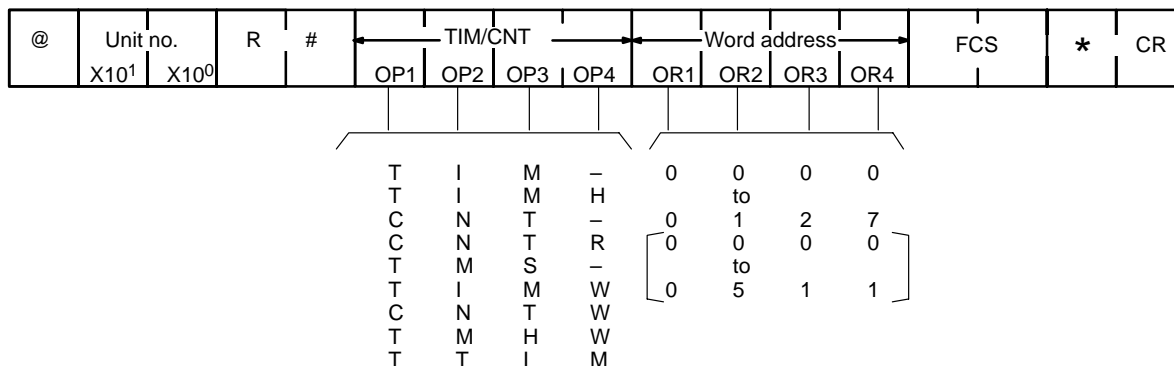 @ Unit no. R # TIM/CNT Word address FCS * CR
X10¹ X10⁰ OP1 OP2 OP3 OP4 OR1 OR2 OR3 OR4
T I M – 0 0 0 0
T I M H to
C N T – 0 1 2 7
C N T R 0 0 0 0
T M S – to
T I M W 0 5 1 1
C N T W
T M H W
T T I M